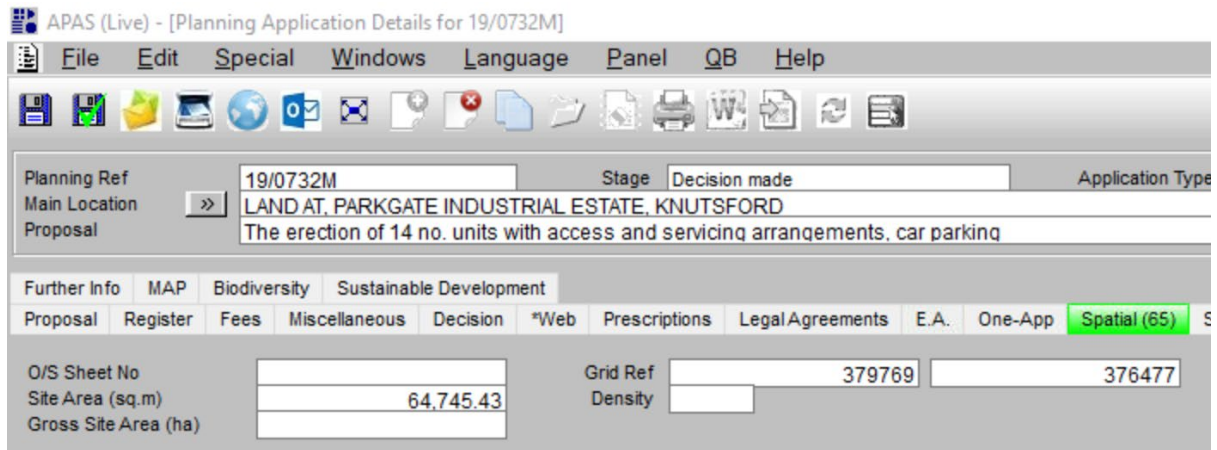 APAS (Live) - [Planning Application Details for 19/0732M]
File Edit Special Windows Language Panel QB Help
Planning Ref 19/0732M Stage Decision made Application Type
Main Location » LAND AT, PARKGATE INDUSTRIAL ESTATE, KNUTSFORD
Proposal The erection of 14 no. units with access and servicing arrangements, car parking
Further Info MAP Biodiversity Sustainable Development
Proposal Register Fees Miscellaneous Decision *Web Prescriptions Legal Agreements E.A. One-App Spatial (65) S
O/S Sheet No Grid Ref 379769 376477
Site Area (sq.m) 64,745.43 Density
Gross Site Area (ha)